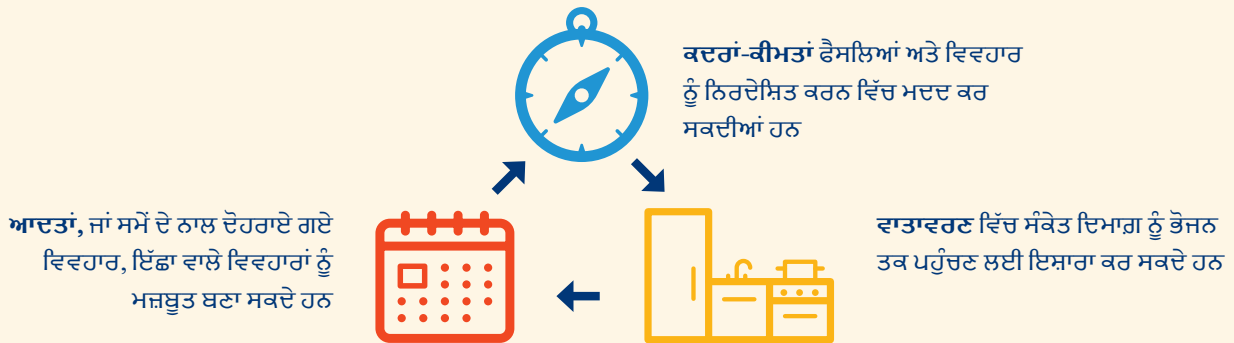 ਕਦਰਾਂ-ਕੀਮਤਾਂ ਫੈਸਲਿਆਂ ਅਤੇ ਵਿਵਹਾਰ
ਨੂੰ ਨਿਰਦੇਸ਼ਿਤ ਕਰਨ ਵਿੱਚ ਮਦਦ ਕਰ
ਸਕਦੀਆਂ ਹਨ
ਵਾਤਾਵਰਣ ਵਿੱਚ ਸੰਕੇਤ ਦਿਮਾਗ਼ ਨੂੰ ਭੋਜਨ
ਤਕ ਪਹੁੰਚਣ ਲਈ ਇਸ਼ਾਰਾ ਕਰ ਸਕਦੇ ਹਨ
ਆਦਤਾਂ, ਜਾਂ ਸਮੇਂ ਦੇ ਨਾਲ ਦੋਹਰਾਏ ਗਏ
ਵਿਵਹਾਰ, ਇੱਛਾ ਵਾਲੇ ਵਿਵਹਾਰਾਂ ਨੂੰ
ਮਜ਼ਬੂਤ ਬਣਾ ਸਕਦੇ ਹਨ